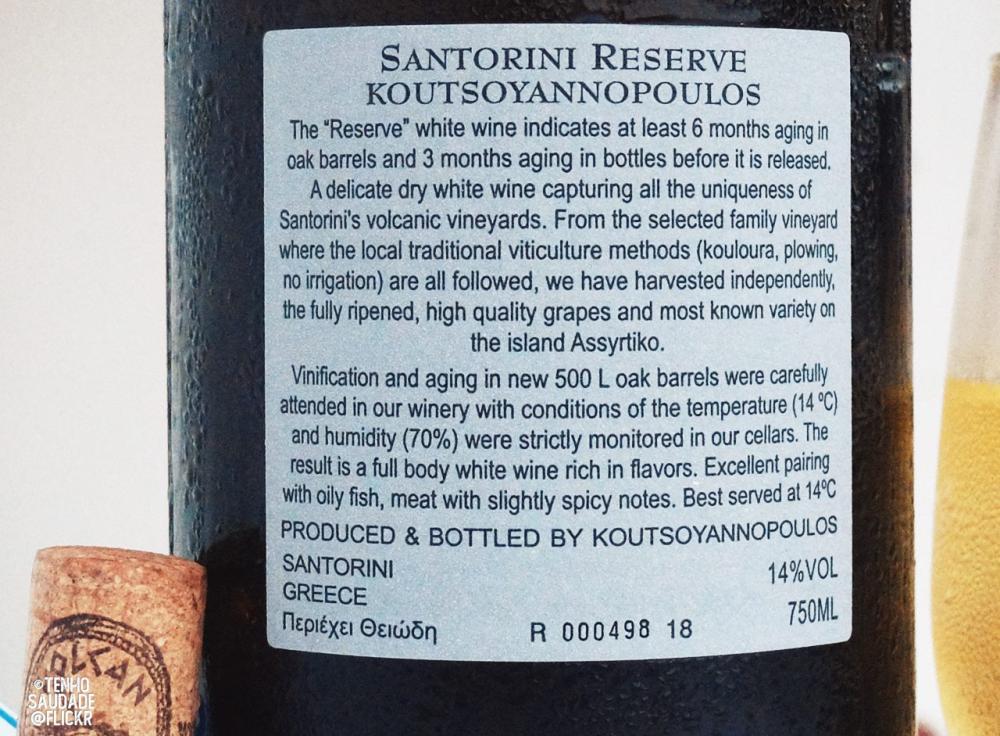 SANTORINI RESERVE
KOUTSOYANNOPOULOS
The "Reserve" white wine indicates at least 6 months aging in
oak barrels and 3 months aging in bottles before it is released.
A delicate dry white wine capturing all the uniqueness of
Santorini's volcanic vineyards. From the selected family vineyard
where the local traditional viticulture methods (kouloura, plowing,
no irrigation) are all followed, we have harvested independently,
the fully ripened, high quality grapes and most known variety on
the island Assyrtiko.
Vinification and aging in new 500 L oak barrels were carefully
attended in our winery with conditions of the temperature (14 ºC)
and humidity (70%) were strictly monitored in our cellars. The
result is a full body white wine rich in flavors. Excellent pairing
with oily fish, meat with slightly spicy notes. Best served at 14ºC
PRODUCED & BOTTLED BY KOUTSOYANNOPOULOS
SANTORINI 14%VOL
GREECE 750ML
Περιέχει Θειώδη R 000498 18
©TENHO
SAUDADE
@FLICKR